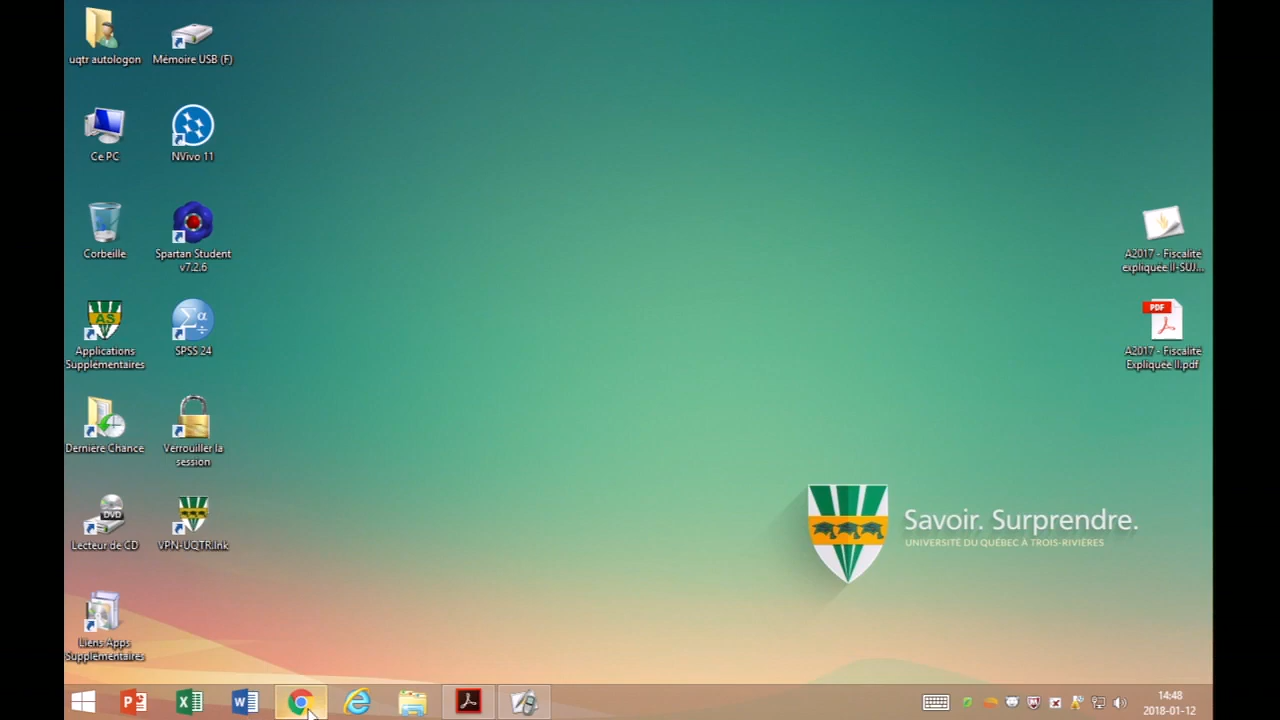 uqtr autologon
Mémoire USB (F)
Ce PC
NVivo 11
Corbeille
Spartan Student
v7.2.6
AS
Applications
Supplémentaires
SPSS 24
Dernière Chance
Verrouiller la
session
DVD
Lecteur de CD
VPN-UQTR.lnk
Liens Apps
Supplémentaires
A2017 - Fiscalité
expliquée II-SUJ...
PDF
A2017 - Fiscalité
Expliquée II.pdf
Savoir. Surprendre.
UNIVERSITÉ DU QUÉBEC À TROIS-RIVIÈRES
14:48
2018-01-12